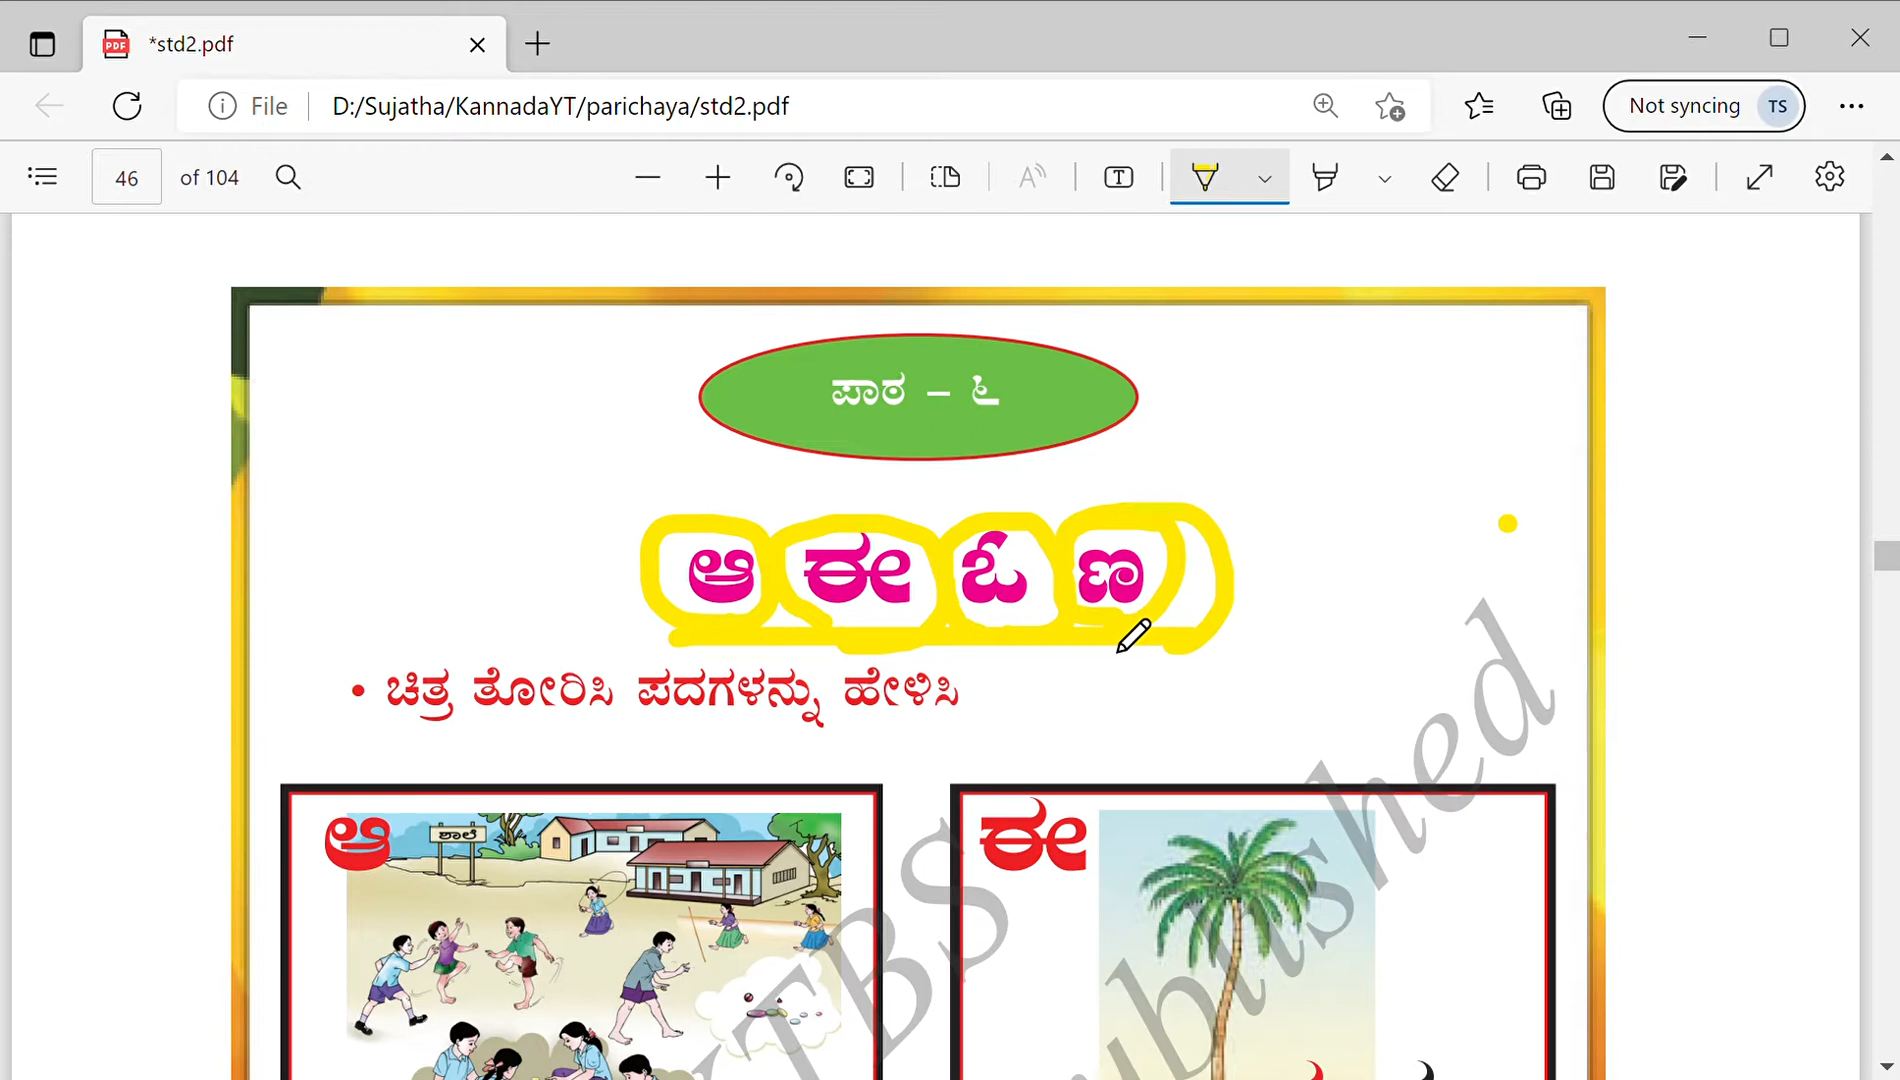 *std2.pdf
File D:/Sujatha/KannadaYT/parichaya/std2.pdf Not syncing TS
46 of 104
ಪಾಠ – ೬
ಆ ಈ ಓ ಣ
• ಚಿತ್ರ ತೋರಿಸಿ ಪದಗಳನ್ನು ಹೇಳಿಸಿ
ಆ ಈ
ಶಾಲೆ